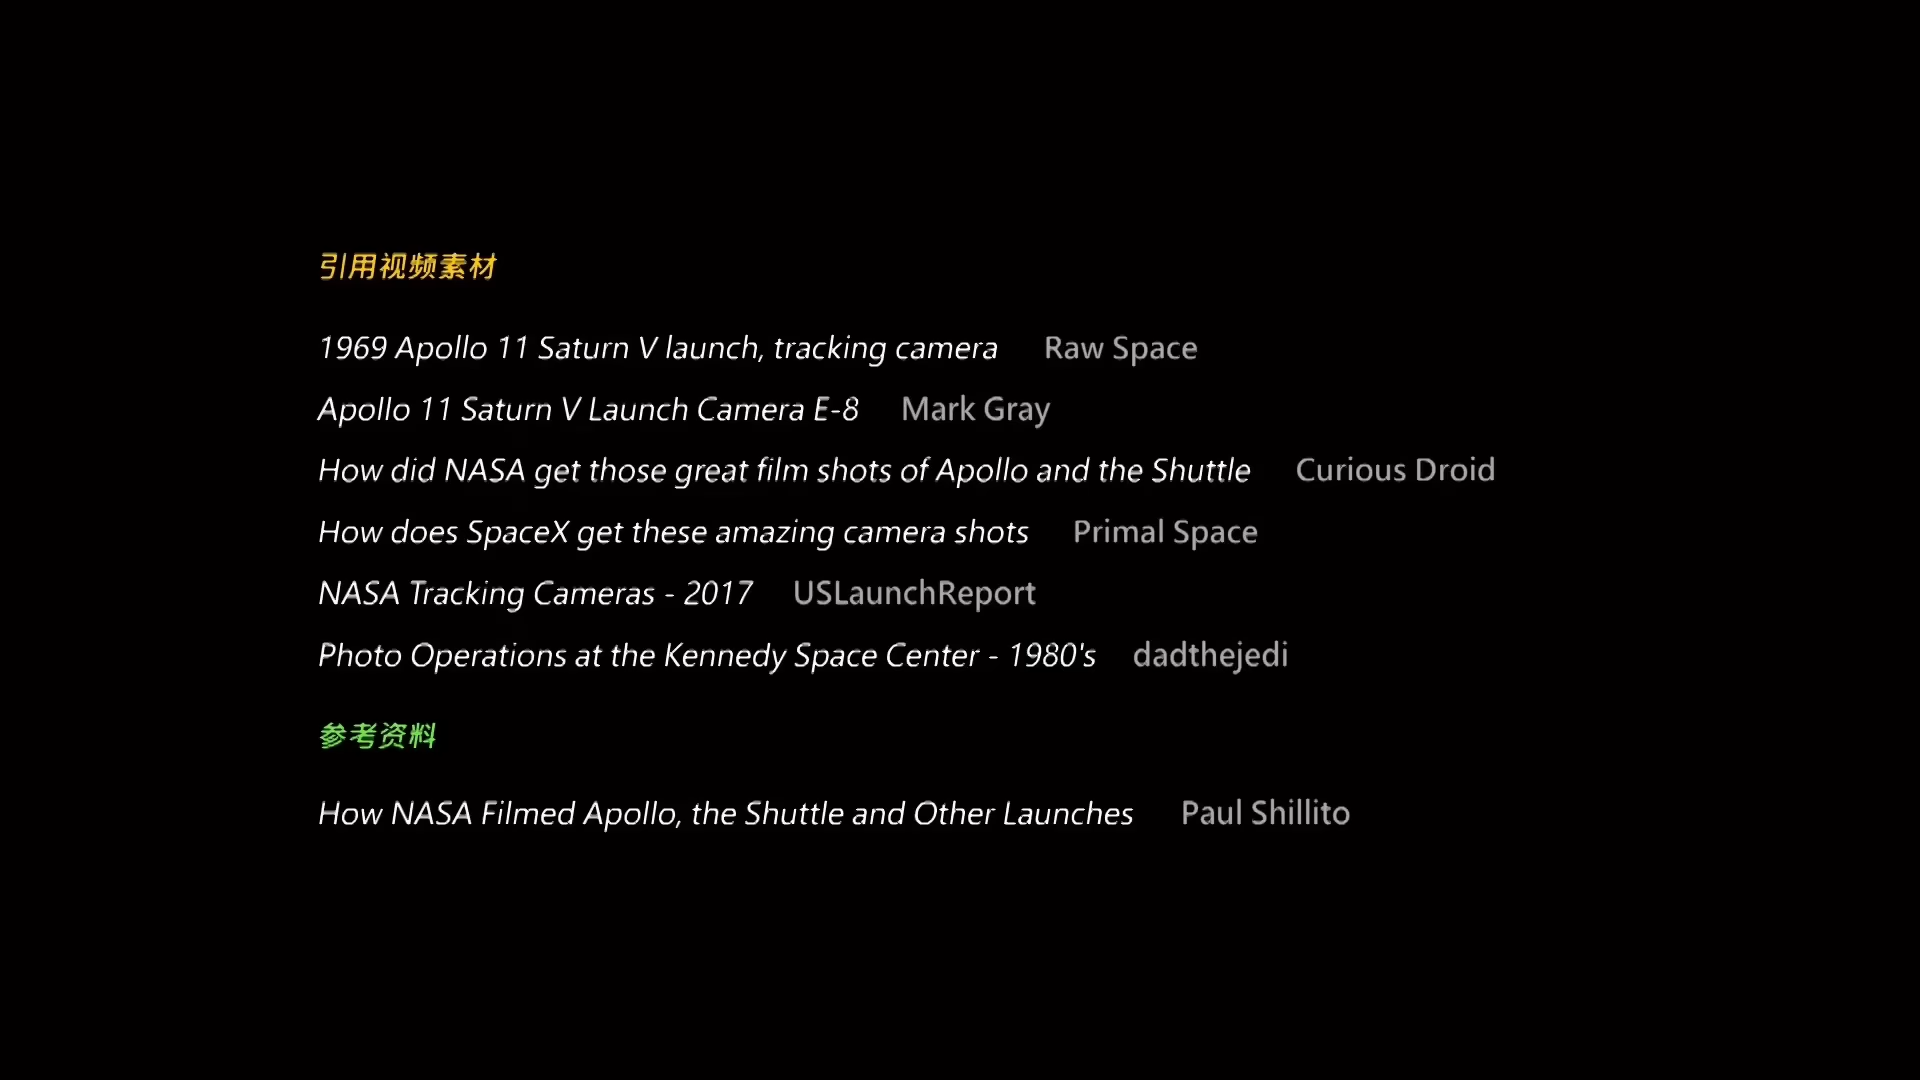 引用视频素材
1969 Apollo 11 Saturn V launch, tracking camera Raw Space
Apollo 11 Saturn V Launch Camera E-8 Mark Gray
How did NASA get those great film shots of Apollo and the Shuttle Curious Droid
How does SpaceX get these amazing camera shots Primal Space
NASA Tracking Cameras - 2017 USLaunchReport
Photo Operations at the Kennedy Space Center - 1980's dadthejedi
参考资料
How NASA Filmed Apollo, the Shuttle and Other Launches Paul Shillito